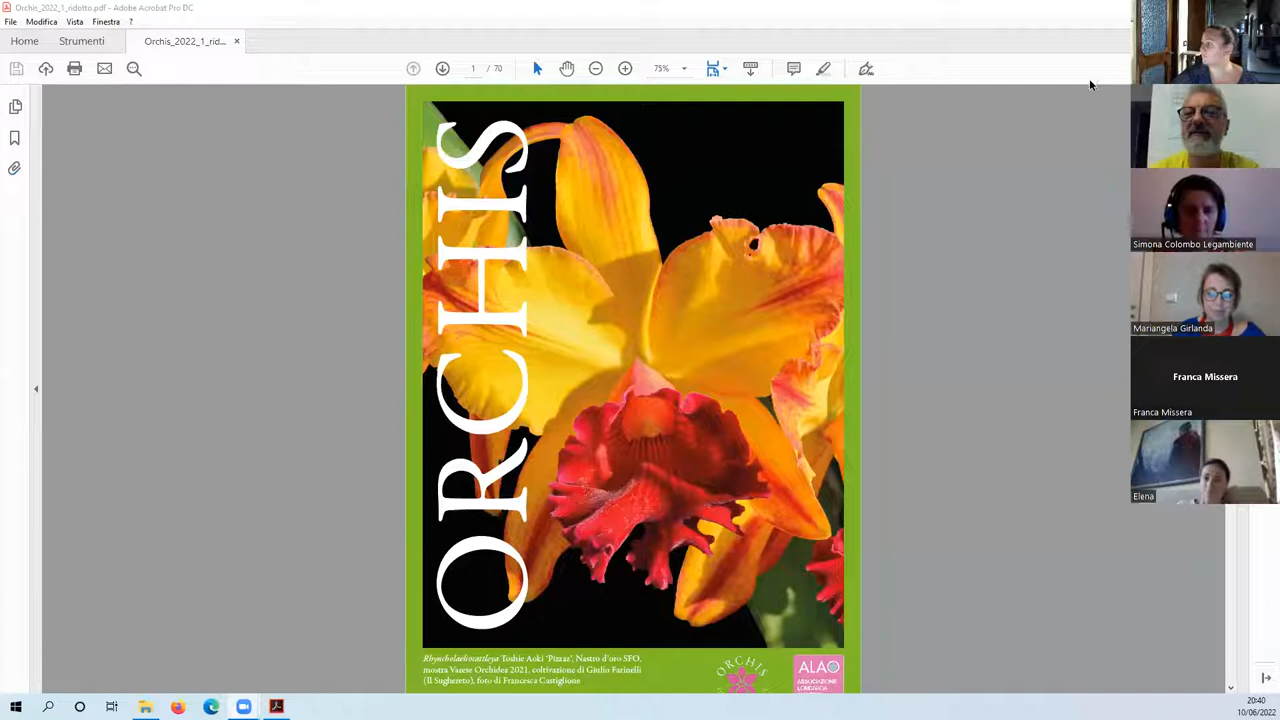 Orchis_2022_1_ridotto.pdf - Adobe Acrobat Pro DC
File Modifica Vista Finestra ?
Home Strumenti Orchis_2022_1_rid... ×
1 / 70 75%
ORCHIS
Rhyncholaeliocattleya Toshie Aoki 'Pizzaz', Nastro d'oro SFO,
mostra Varese Orchidea 2021, coltivazione di Giulio Farinelli
(Il Sughereto), foto di Francesca Castiglione
ORCHIS
ALAO
ASSOCIAZIONE
LOMBARDA
Simona Colombo Legambiente
Mariangela Girlanda
Franca Missera
Franca Missera
Elena
20:40
10/06/2022